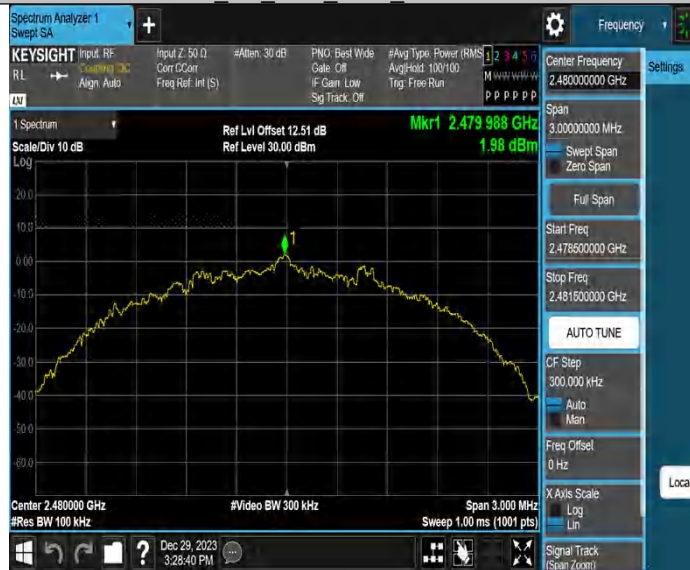 Spectrum Analyzer 1
Swept SA
+
Frequency
KEYSIGHT
RL
Input: RF
Coupling: DC
Align: Auto
Input Z: 50 Ω
Corr CCorr
Freq Ref: Int (S)
#Atten: 30 dB
PNO: Best Wide
Gate: Off
IF Gain: Low
Sig Track: Off
#Avg Type: Power (RMS
Avg|Hold: 100/100
Trig: Free Run
1 2 3 4 5 6
M W W W W W
P P P P P P
LXI
1 Spectrum
Scale/Div 10 dB
Ref Lvl Offset 12.51 dB
Ref Level 30.00 dBm
Mkr1 2.479 988 GHz
1.98 dBm
Log
20.0
10.0
0.00
-10.0
-20.0
-30.0
-40.0
-50.0
-60.0
1
Center 2.480000 GHz
#Res BW 100 kHz
#Video BW 300 kHz
Span 3.000 MHz
Sweep 1.00 ms (1001 pts)
Center Frequency
2.480000000 GHz
Settings
Span
3.00000000 MHz
Swept Span
Zero Span
Full Span
Start Freq
2.478500000 GHz
Stop Freq
2.481500000 GHz
AUTO TUNE
CF Step
300.000 kHz
Auto
Man
Freq Offset
0 Hz
X Axis Scale
Log
Lin
Loca
Signal Track
(Span Zoom)
?
Dec 29, 2023
3:28:40 PM